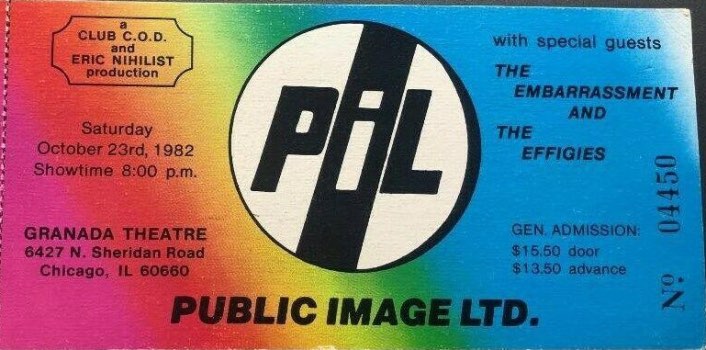 a
CLUB C.O.D.
and
ERIC NIHILIST
production
Saturday
October 23rd, 1982
Showtime 8:00 p.m.
GRANADA THEATRE
6427 N. Sheridan Road
Chicago, IL 60660
PiL
with special guests
THE
EMBARRASSMENT
AND
THE
EFFIGIES
GEN. ADMISSION:
$15.50 door
$13.50 advance
Nro 04450
PUBLIC IMAGE LTD.